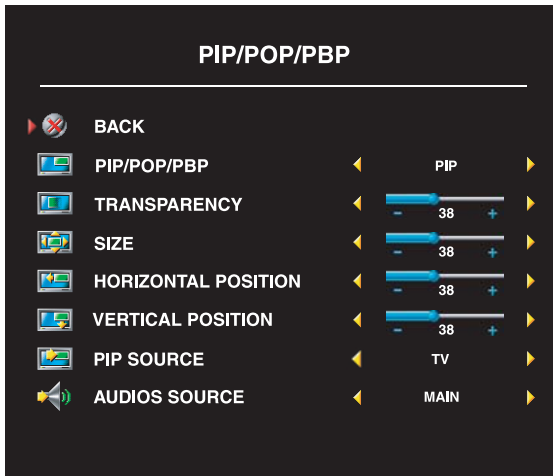 PIP/POP/PBP
BACK
PIP/POP/PBP PIP
TRANSPARENCY - 38 +
SIZE - 38 +
HORIZONTAL POSITION - 38 +
VERTICAL POSITION - 38 +
PIP SOURCE TV
AUDIOS SOURCE MAIN